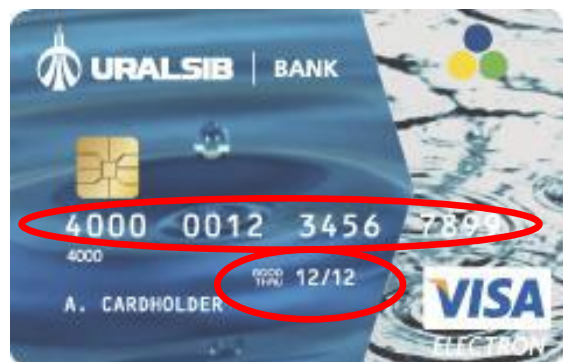 URALSIB | BANK
4000 0012 3456 7899
4000
GOOD THRU 12/12
A. CARDHOLDER
VISA
ELECTRON